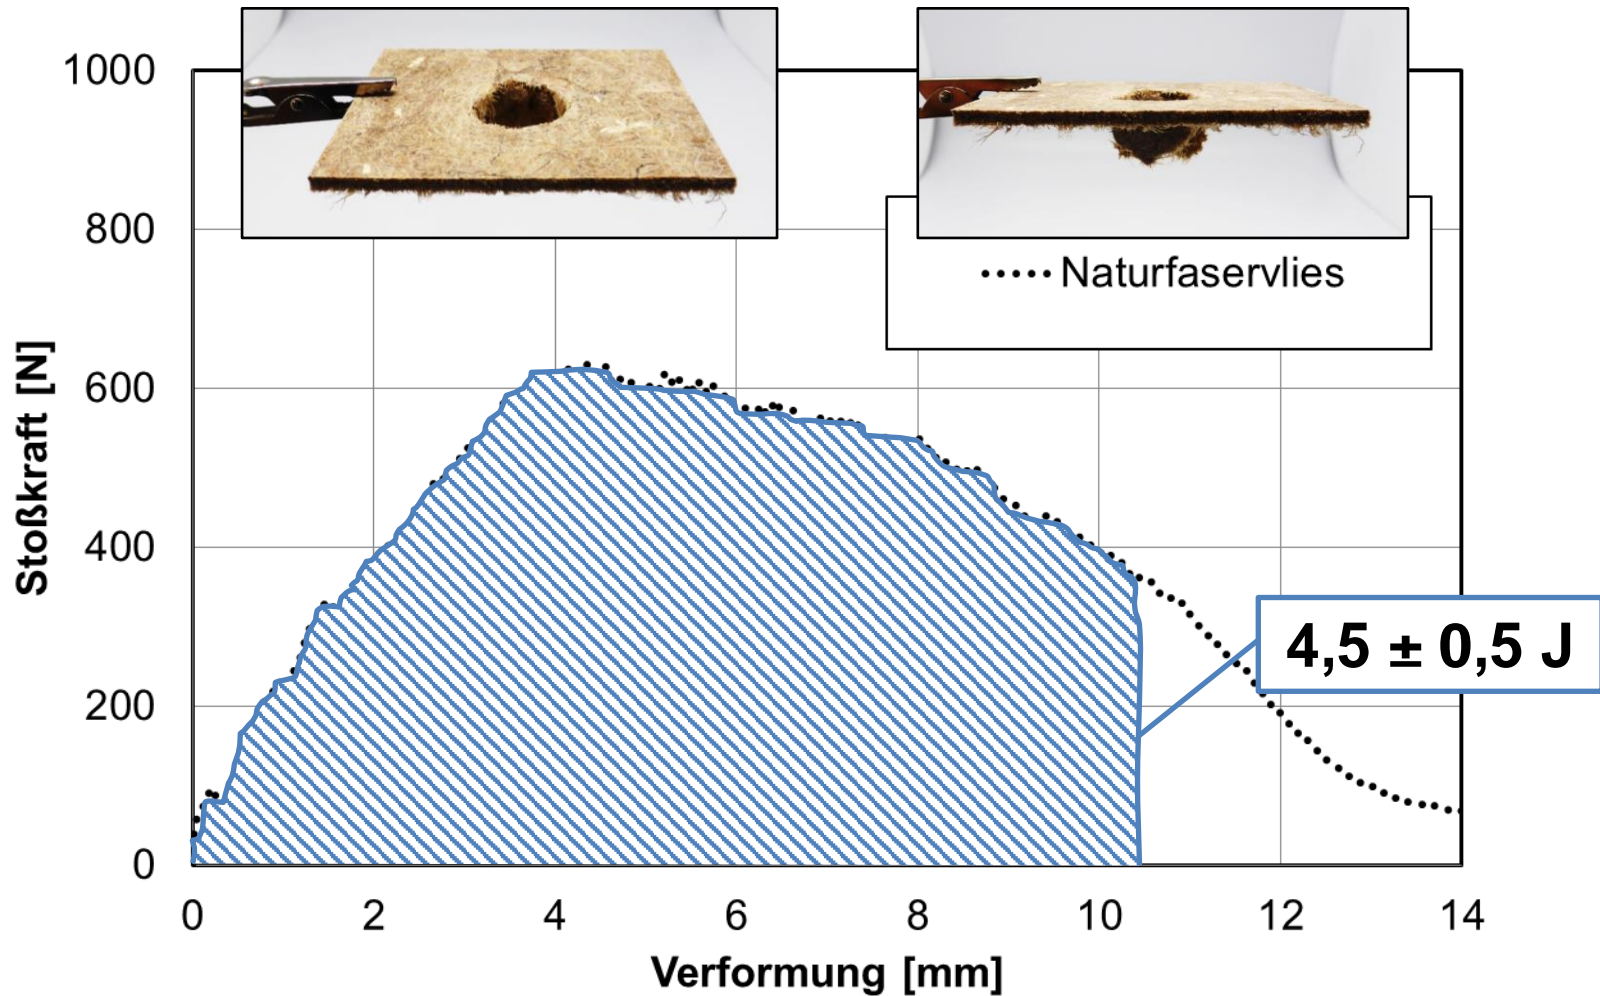 1000
800
600
400
200
0
Stoßkraft [N]
Naturfaservlies
4,5 ± 0,5 J
0 2 4 6 8 10 12 14
Verformung [mm]